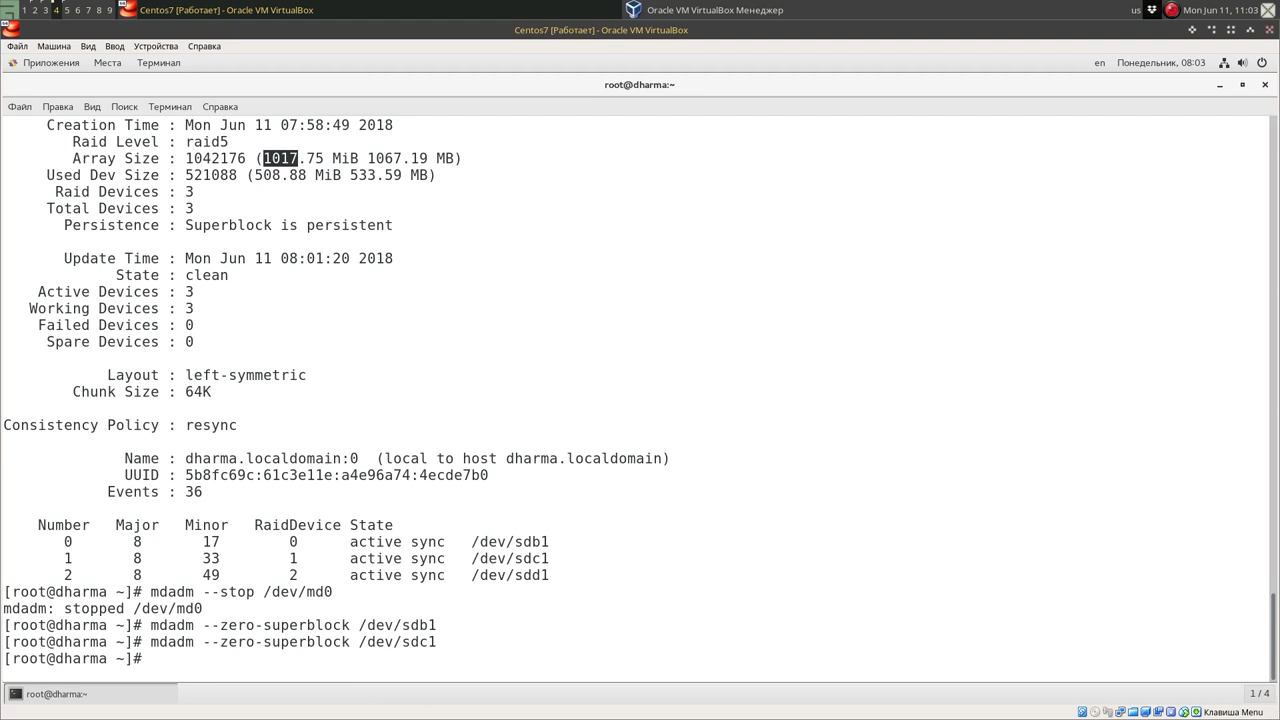 1 2 3 4 5 6 7 8 9 Centos7 [Работает] - Oracle VM VirtualBox Oracle VM VirtualBox Менеджер us Mon Jun 11, 11:03
Centos7 [Работает] - Oracle VM VirtualBox
Файл Машина Вид Ввод Устройства Справка
Приложения Места Терминал en Понедельник, 08:03
root@dharma:~
Файл Правка Вид Поиск Терминал Справка
Creation Time : Mon Jun 11 07:58:49 2018
Raid Level : raid5
Array Size : 1042176 (1017.75 MiB 1067.19 MB)
Used Dev Size : 521088 (508.88 MiB 533.59 MB)
Raid Devices : 3
Total Devices : 3
Persistence : Superblock is persistent
Update Time : Mon Jun 11 08:01:20 2018
State : clean
Active Devices : 3
Working Devices : 3
Failed Devices : 0
Spare Devices : 0
Layout : left-symmetric
Chunk Size : 64K
Consistency Policy : resync
Name : dharma.localdomain:0  (local to host dharma.localdomain)
UUID : 5b8fc69c:61c3e11e:a4e96a74:4ecde7b0
Events : 36
Number Major Minor RaidDevice State
0 8 17 0 active sync /dev/sdb1
1 8 33 1 active sync /dev/sdc1
2 8 49 2 active sync /dev/sdd1
[root@dharma ~]# mdadm --stop /dev/md0
mdadm: stopped /dev/md0
[root@dharma ~]# mdadm --zero-superblock /dev/sdb1
[root@dharma ~]# mdadm --zero-superblock /dev/sdc1
[root@dharma ~]#
root@dharma:~ 1 / 4
Клавиша Menu